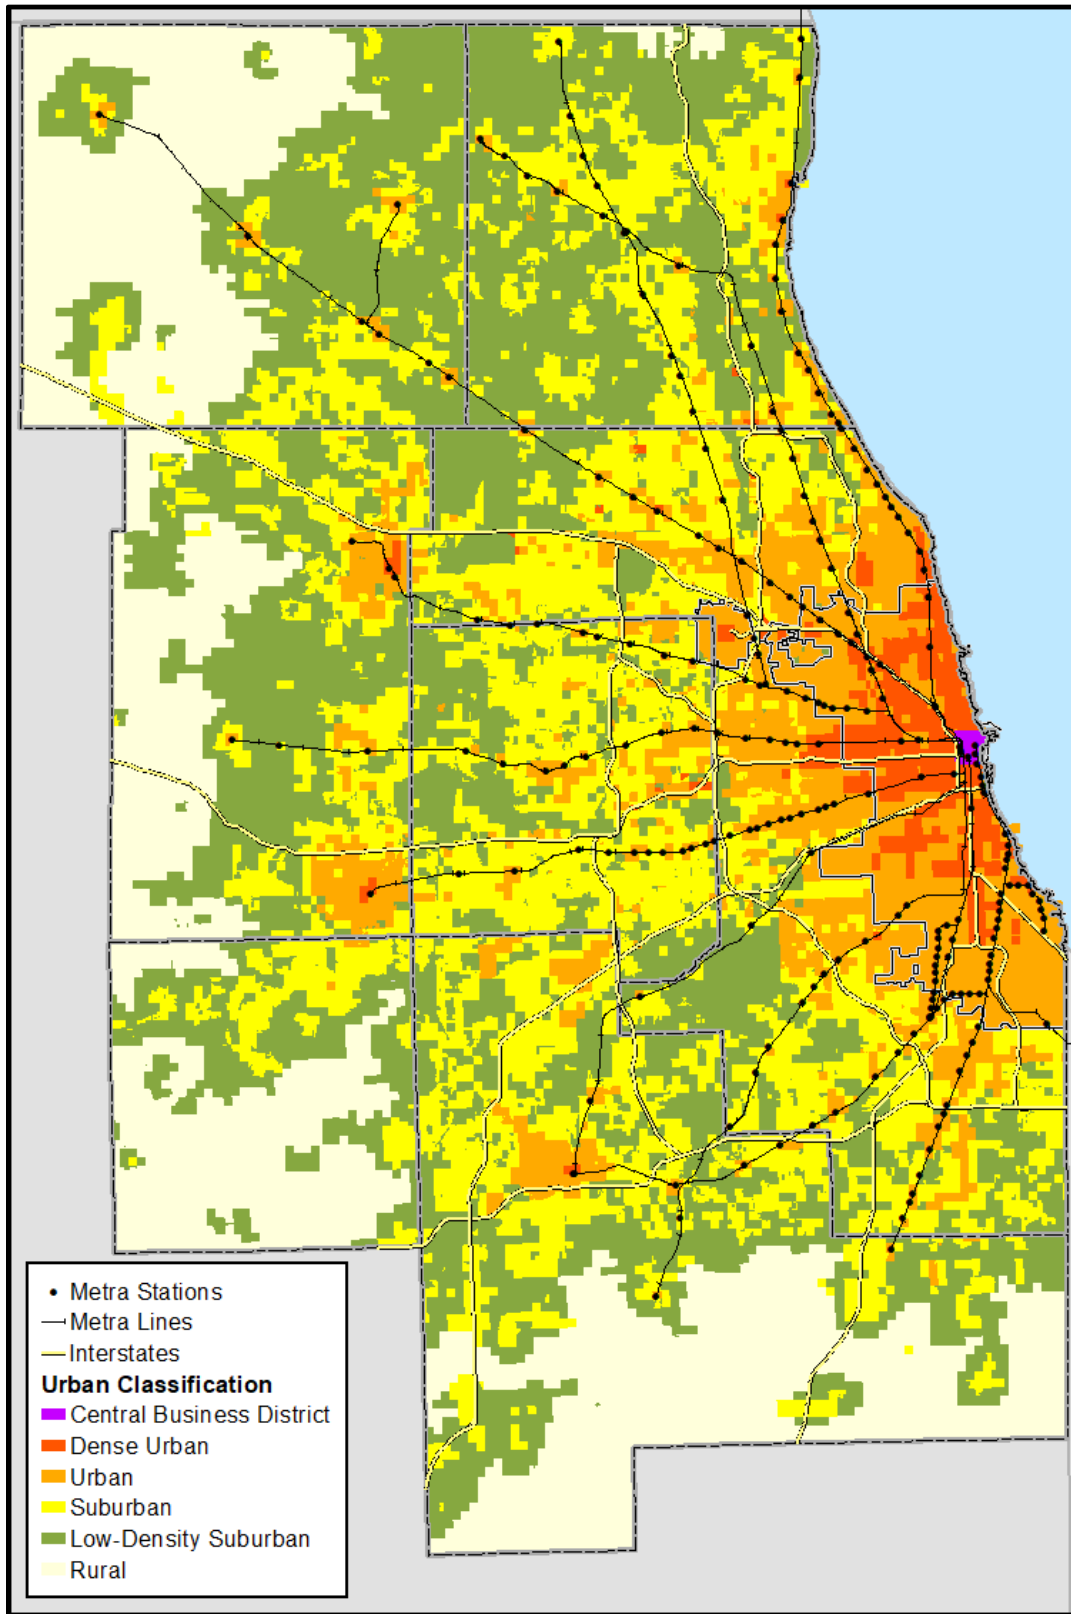 Metra Stations
Metra Lines
Interstates
Urban Classification
Central Business District
Dense Urban
Urban
Suburban
Low-Density Suburban
Rural